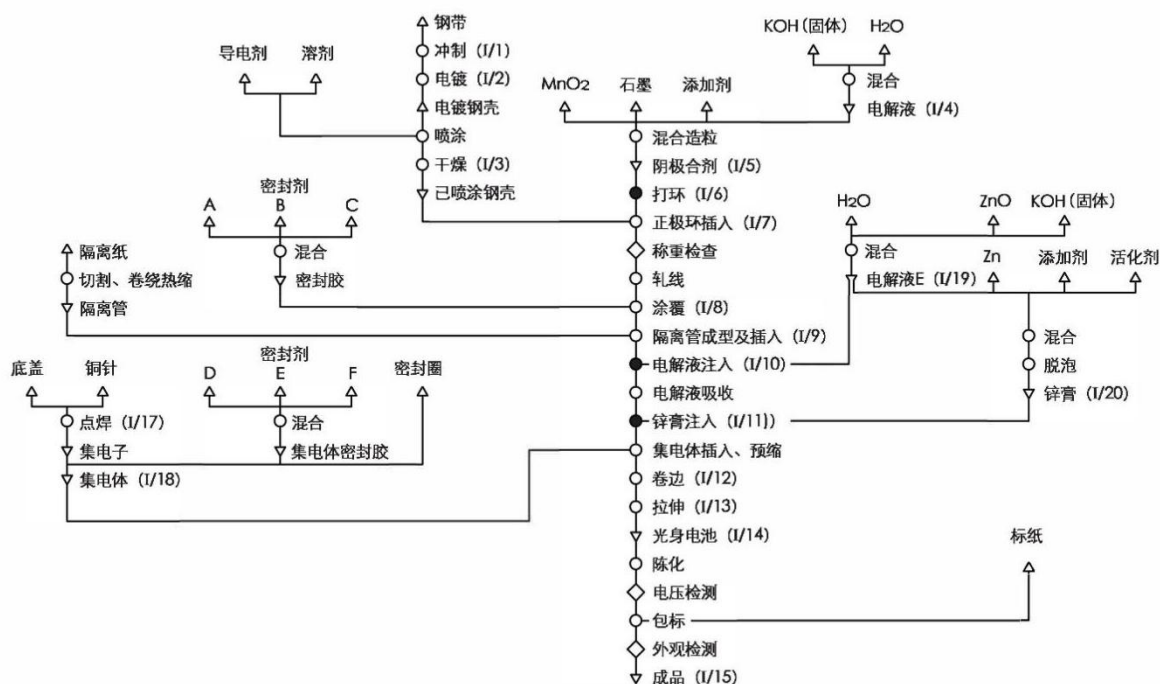 钢带
冲制 (I/1)
电镀 (I/2)
电镀钢壳
喷涂
干燥 (I/3)
已喷涂钢壳
导电剂
溶剂
KOH(固体)
H2O
混合
电解液 (I/4)
MnO2
石墨
添加剂
混合造粒
阴极合剂 (I/5)
打环 (I/6)
正极环插入 (I/7)
称重检查
轧线
涂覆 (I/8)
隔离管成型及插入 (I/9)
电解液注入 (I/10)
电解液吸收
锌膏注入 (I/11))
集电体插入、预缩
卷边 (I/12)
拉伸 (I/13)
光身电池 (I/14)
陈化
电压检测
包标
外观检测
成品 (I/15)
密封剂
A
B
C
混合
密封胶
隔离纸
切割、卷绕热缩
隔离管
底盖
铜针
点焊 (I/17)
集电子
集电体 (I/18)
密封剂
D
E
F
混合
集电体密封胶
密封圈
H2O
ZnO
KOH(固体)
混合
电解液E (I/19)
Zn
添加剂
活化剂
混合
脱泡
锌膏 (I/20)
标纸